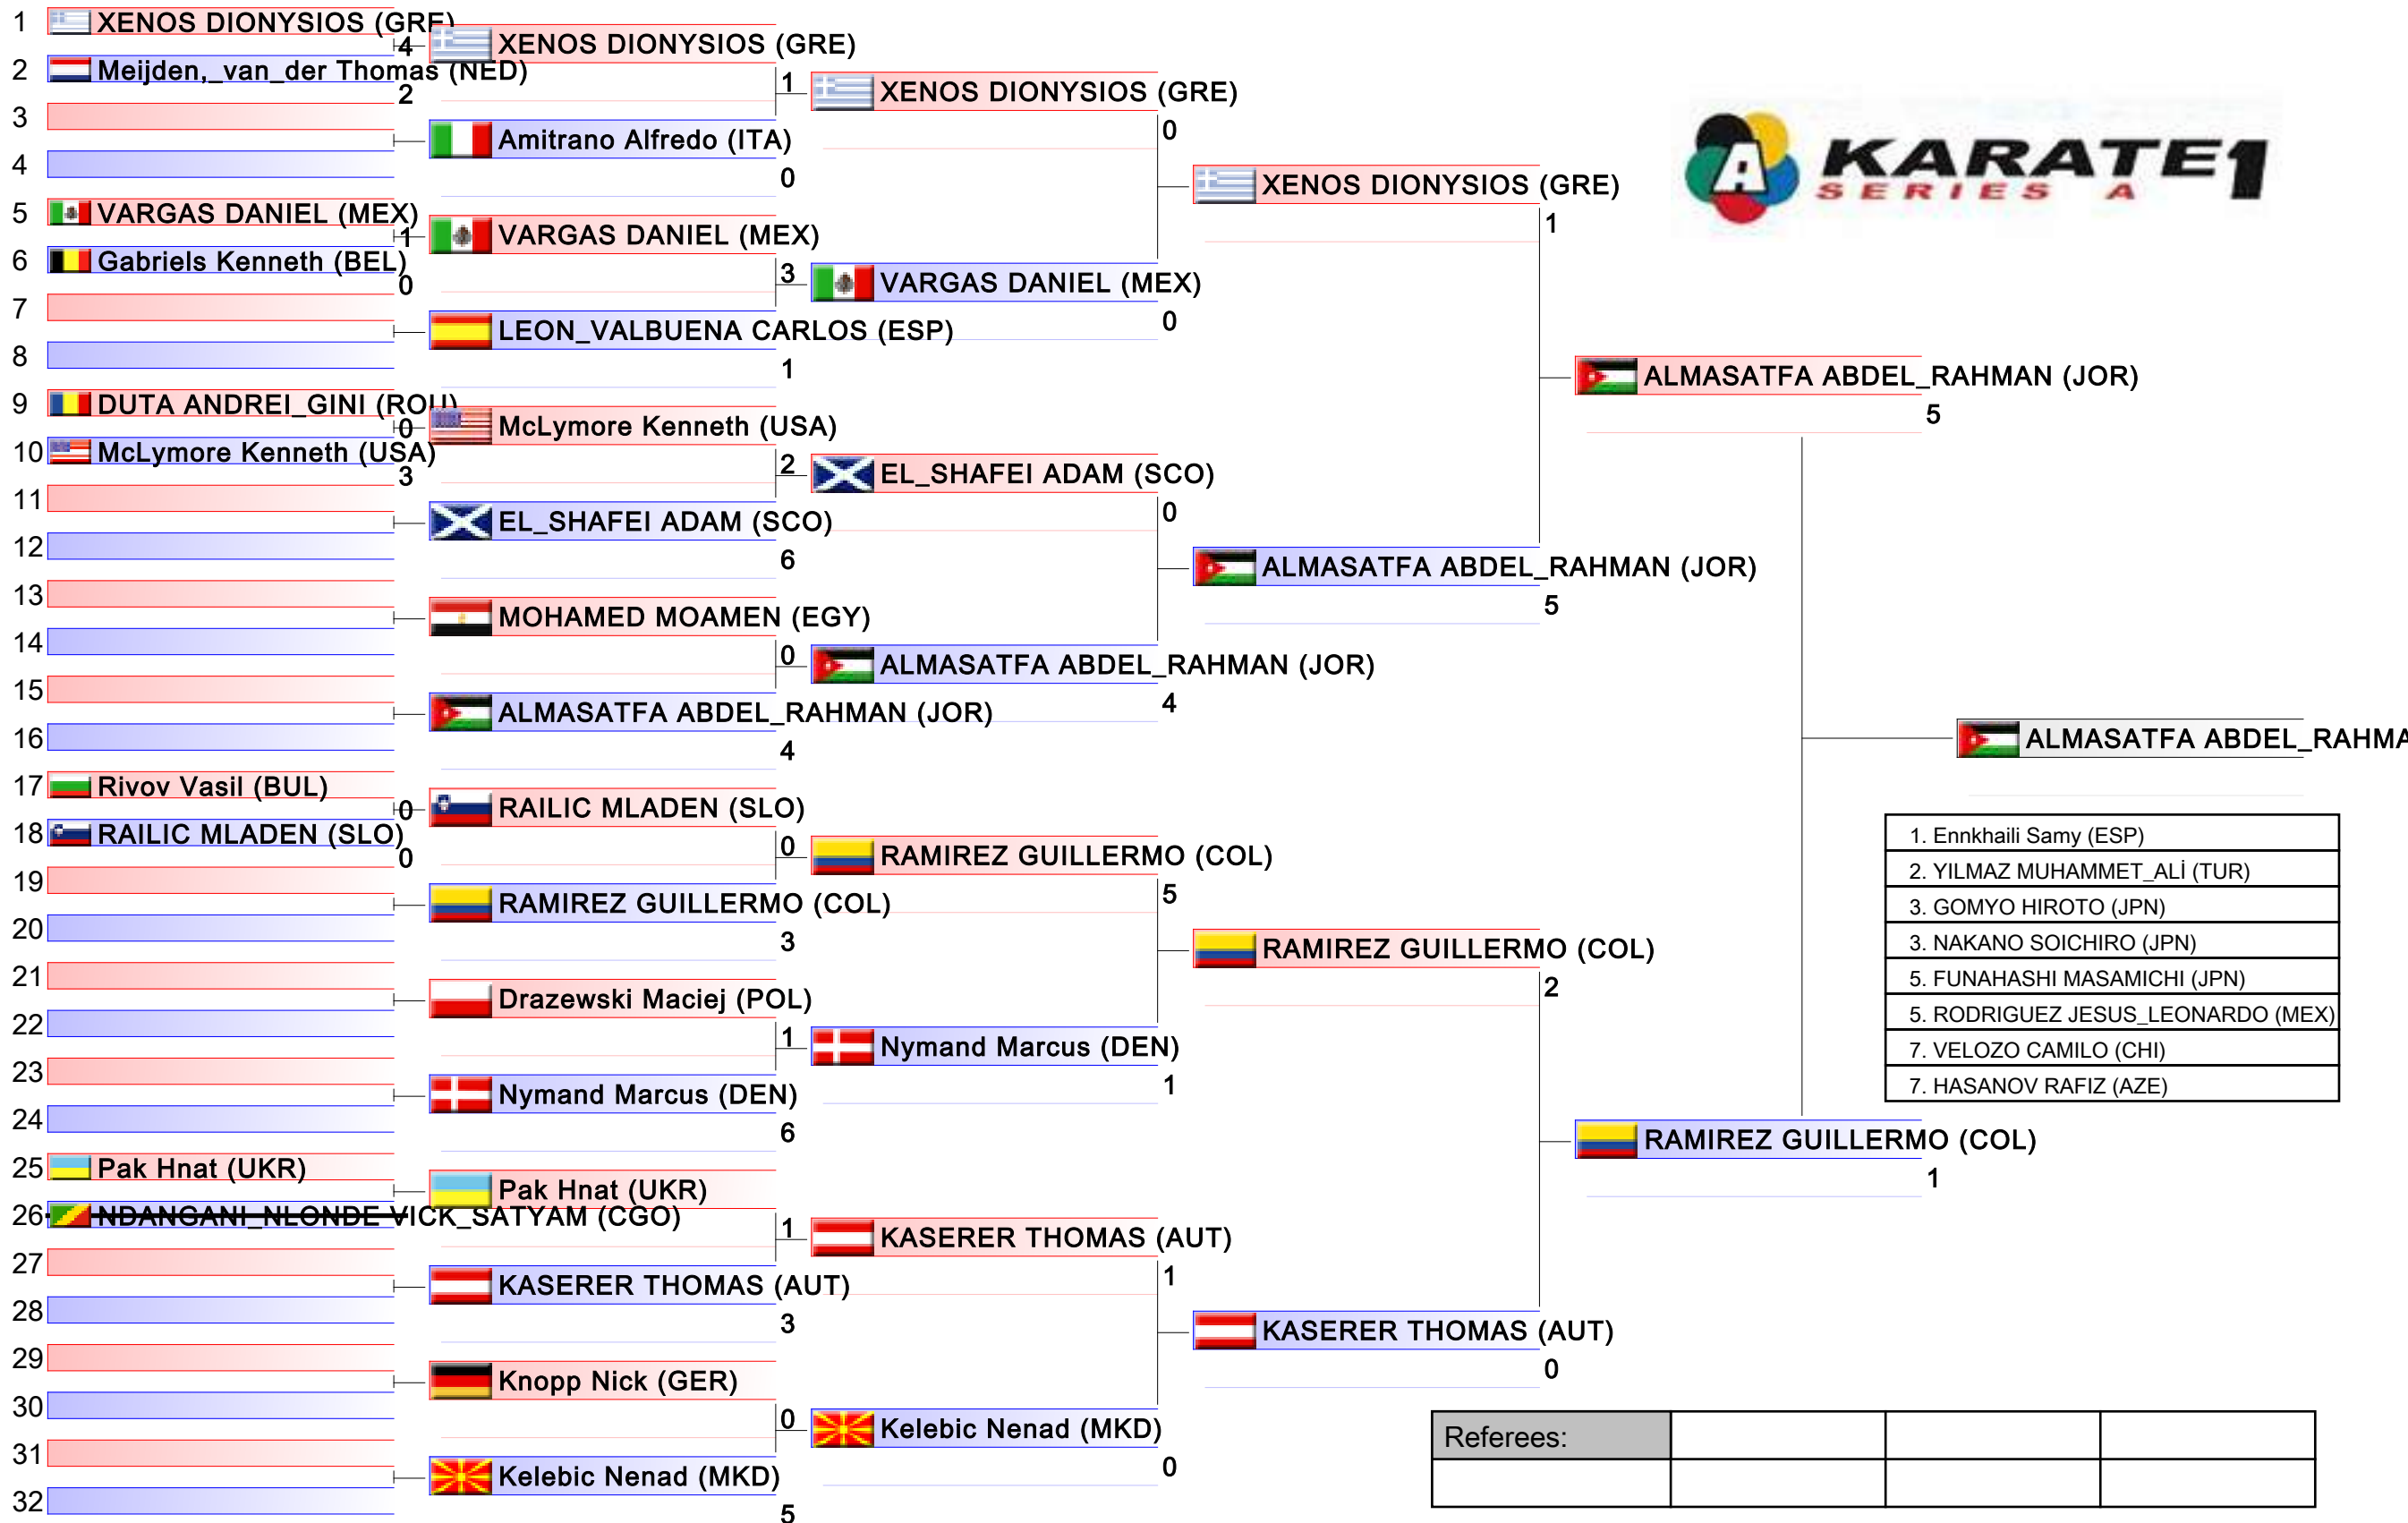 1 XENOS DIONYSIOS (GRE)
4
2 Meijden,_van_der Thomas (NED)
2
3
4
5 VARGAS DANIEL (MEX)
1
6 Gabriels Kenneth (BEL)
0
7
8
9 DUTA ANDREI_GINI (ROU)
0
10 McLymore Kenneth (USA)
3
11
12
13
14
15
16
17 Rivov Vasil (BUL)
0
18 RAILIC MLADEN (SLO)
0
19
20
21
22
23
24
25 Pak Hnat (UKR)
26 NDANGANI_NLONDE VICK_SATYAM (CGO)
27
28
29
30
31
32
XENOS DIONYSIOS (GRE)
1
Amitrano Alfredo (ITA)
0
VARGAS DANIEL (MEX)
3
LEON_VALBUENA CARLOS (ESP)
1
McLymore Kenneth (USA)
2
EL_SHAFEI ADAM (SCO)
6
MOHAMED MOAMEN (EGY)
0
ALMASATFA ABDEL_RAHMAN (JOR)
4
RAILIC MLADEN (SLO)
0
RAMIREZ GUILLERMO (COL)
3
Drazewski Maciej (POL)
1
Nymand Marcus (DEN)
6
Pak Hnat (UKR)
1
KASERER THOMAS (AUT)
3
Knopp Nick (GER)
0
Kelebic Nenad (MKD)
5
XENOS DIONYSIOS (GRE)
0
VARGAS DANIEL (MEX)
0
EL_SHAFEI ADAM (SCO)
0
ALMASATFA ABDEL_RAHMAN (JOR)
4
RAMIREZ GUILLERMO (COL)
5
Nymand Marcus (DEN)
1
KASERER THOMAS (AUT)
1
Kelebic Nenad (MKD)
0
XENOS DIONYSIOS (GRE)
1
ALMASATFA ABDEL_RAHMAN (JOR)
5
RAMIREZ GUILLERMO (COL)
2
KASERER THOMAS (AUT)
0
ALMASATFA ABDEL_RAHMAN (JOR)
5
RAMIREZ GUILLERMO (COL)
1
ALMASATFA ABDEL_RAHMA
A KARATE1
SERIES A
1. Ennkhaili Samy (ESP)
2. YILMAZ MUHAMMET_ALİ (TUR)
3. GOMYO HIROTO (JPN)
3. NAKANO SOICHIRO (JPN)
5. FUNAHASHI MASAMICHI (JPN)
5. RODRIGUEZ JESUS_LEONARDO (MEX)
7. VELOZO CAMILO (CHI)
7. HASANOV RAFIZ (AZE)
Referees: